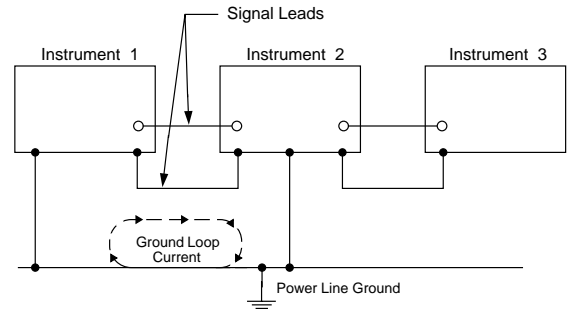 Signal Leads
Instrument 1
Instrument 2
Instrument 3
Ground Loop
Current
Power Line Ground